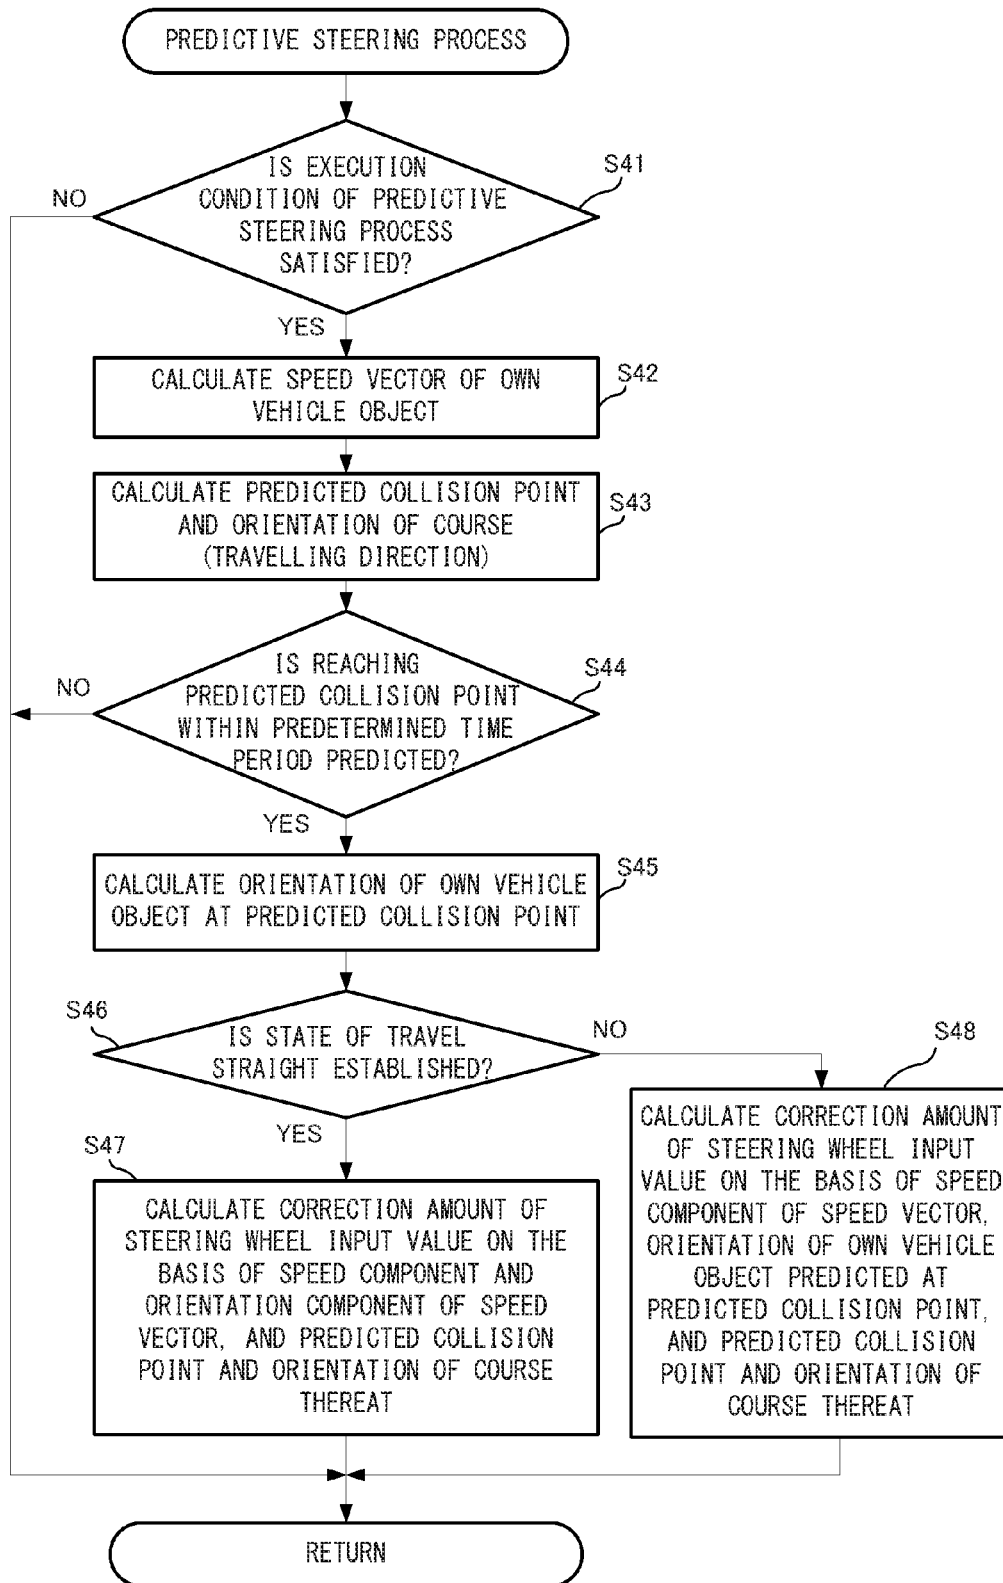 PREDICTIVE STEERING PROCESS
IS EXECUTION
CONDITION OF PREDICTIVE
STEERING PROCESS
SATISFIED?
S41
NO
YES
CALCULATE SPEED VECTOR OF OWN
VEHICLE OBJECT
S42
CALCULATE PREDICTED COLLISION POINT
AND ORIENTATION OF COURSE
(TRAVELLING DIRECTION)
S43
IS REACHING
PREDICTED COLLISION POINT
WITHIN PREDETERMINED TIME
PERIOD PREDICTED?
S44
NO
YES
CALCULATE ORIENTATION OF OWN VEHICLE
OBJECT AT PREDICTED COLLISION POINT
S45
S46
IS STATE OF TRAVEL
STRAIGHT ESTABLISHED?
NO
YES
S47
CALCULATE CORRECTION AMOUNT OF
STEERING WHEEL INPUT VALUE ON THE
BASIS OF SPEED COMPONENT AND
ORIENTATION COMPONENT OF SPEED
VECTOR, AND PREDICTED COLLISION
POINT AND ORIENTATION OF COURSE
THEREAT
S48
CALCULATE CORRECTION AMOUNT
OF STEERING WHEEL INPUT
VALUE ON THE BASIS OF SPEED
COMPONENT OF SPEED VECTOR,
ORIENTATION OF OWN VEHICLE
OBJECT PREDICTED AT
PREDICTED COLLISION POINT,
AND PREDICTED COLLISION
POINT AND ORIENTATION OF
COURSE THEREAT
RETURN